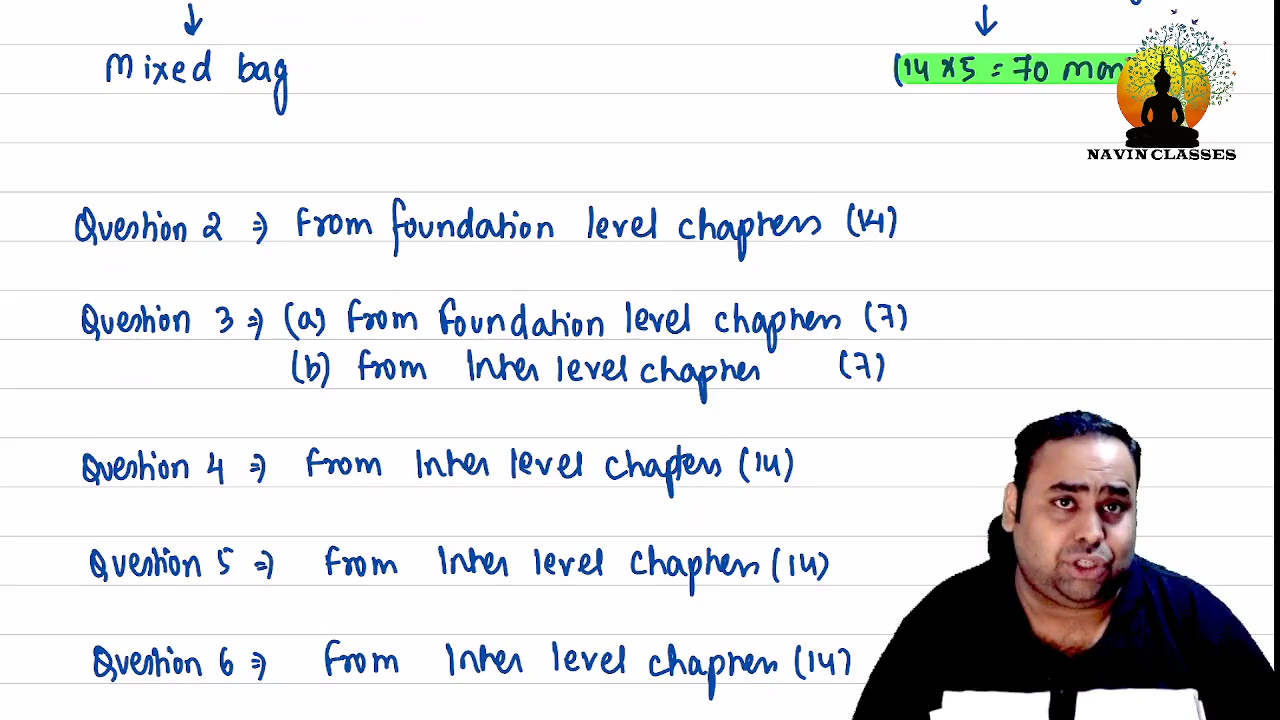 ↓ ↓
Mixed bag (14 x 5 = 70 mar
NAVIN CLASSES
Question 2 ⇒ From foundation level chapters (14)
Question 3 ⇒ (a) From Foundation level chapters (7)
(b) From Inter level chapter (7)
Question 4 ⇒ From Inter level chapters (14)
Question 5 ⇒ From Inter level chapters (14)
Question 6 ⇒ From Inter level chapters (14)